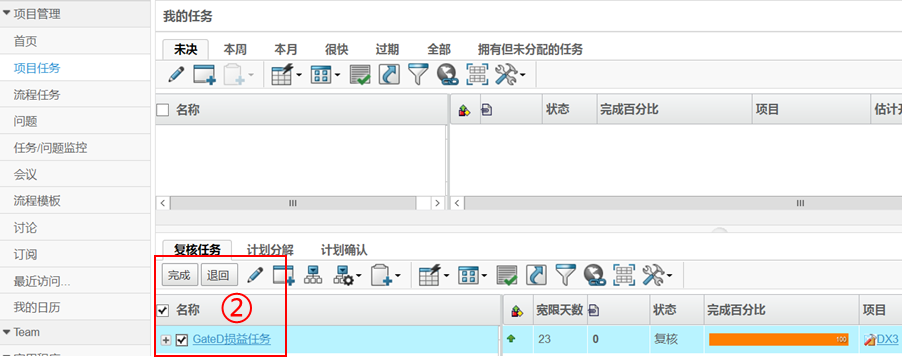 项目管理
首页
项目任务
流程任务
问题
任务/问题监控
会议
流程模板
讨论
订阅
最近访问...
我的日历
Team
我的任务
未决 本周 本月 很快 过期 全部 拥有但未分配的任务
名称 状态 完成百分比 项目
复核任务 计划分解 计划确认
完成 退回
名称 ② 宽限天数 状态 完成百分比 项目
GateD损益任务 23 0 复核 100 DX3